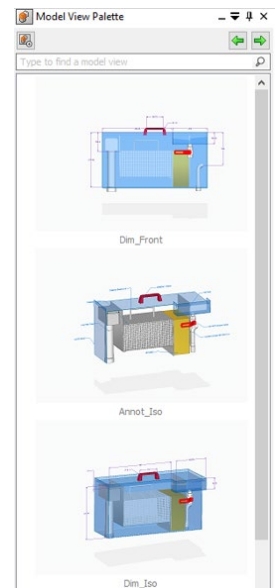 Model View Palette
Type to find a model view
Dim_Front
Annot_Iso
Dim_Iso